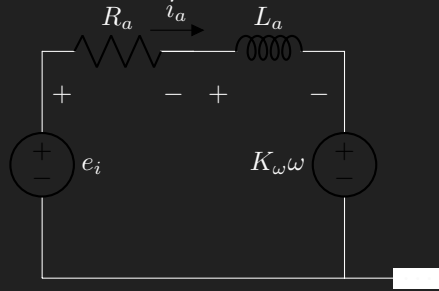 R_a i_a L_a
+ − + −
+ e_i K_ω ω +
− −